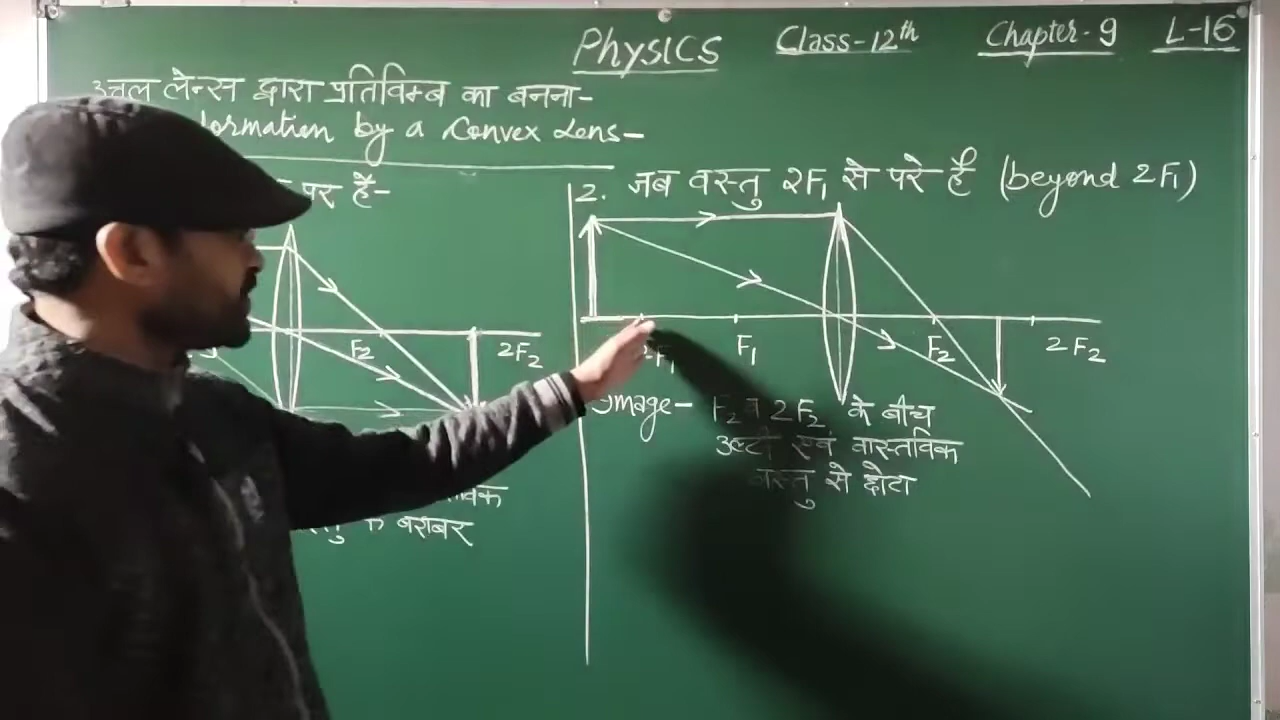 Physics Class-12th Chapter-9 L-16
उत्तल लेन्स द्वारा प्रतिविम्ब का बनना-
formation by a Convex Lens-
पर है-
F2
2F2
बराबर
2. जब वस्तु 2F1 से परे है (beyond 2F1)
F1
F2
2F2
Image- F2 व 2F2 के बीच
उल्टा एवं वास्तविक
वस्तु से छोटा